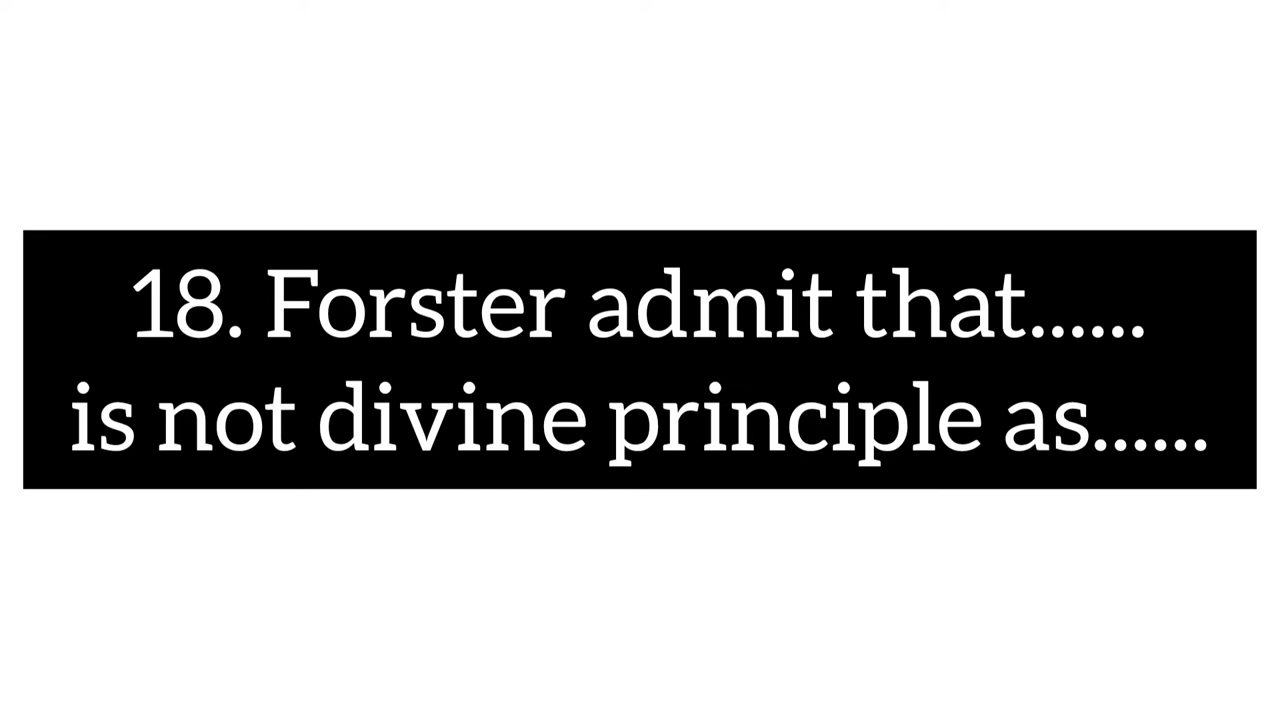 18. Forster admit that......
is not divine principle as......